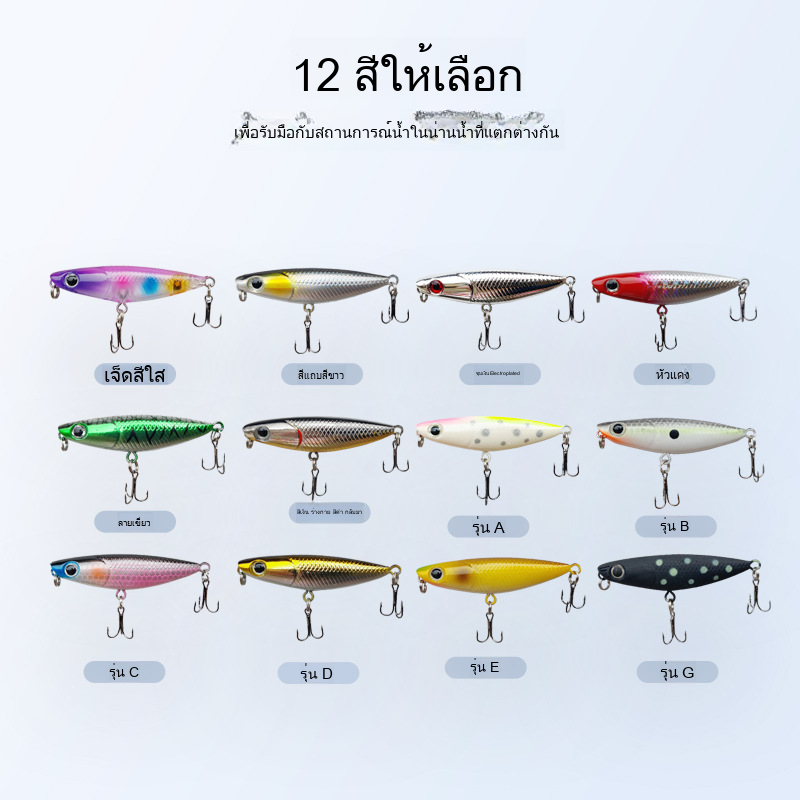 12 สีให้เลือก
เพื่อรับมือกับสถานการณ์น้ำในน่านน้ำที่แตกต่างกัน
เจ็ดสีใส
สีแถบสีขาว
ชุบเงิน Electroplated
หัวแดง
ลายเขียว
สีเงิน ร่างกาย สีดำ กลับมา
รุ่น A
รุ่น B
รุ่น C
รุ่น D
รุ่น E
รุ่น G